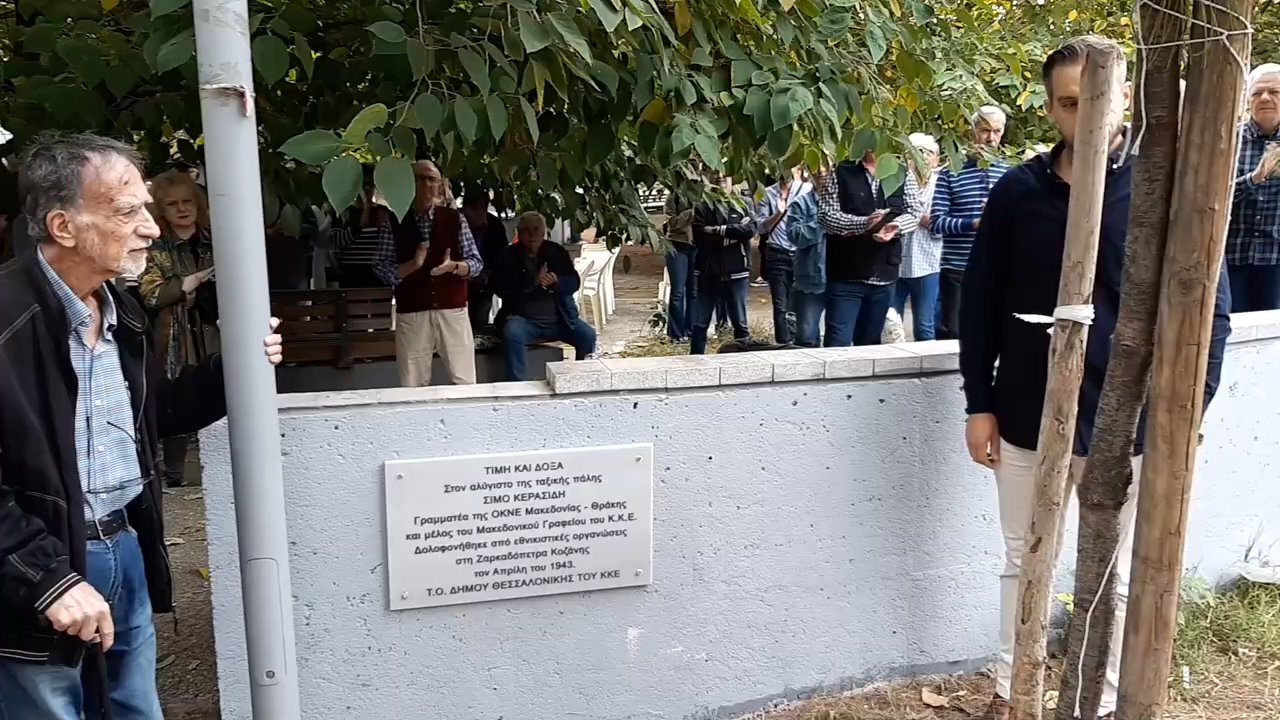 ΤΙΜΗ ΚΑΙ ΔΟΞΑ
Στον αλύγιστο της ταξικής πάλης
ΣΙΜΟ ΚΕΡΑΣΙΔΗ
Γραμματέα της ΟΚΝΕ Μακεδονίας - Θράκης
και μέλος του Μακεδονικού Γραφείου του Κ.Κ.Ε.
Δολοφονήθηκε από εθνικιστικές οργανώσεις
στη Ζαρκαδόπετρα Κοζάνης
τον Απρίλη του 1943.
Τ.Ο. ΔΗΜΟΥ ΘΕΣΣΑΛΟΝΙΚΗΣ ΤΟΥ ΚΚΕ